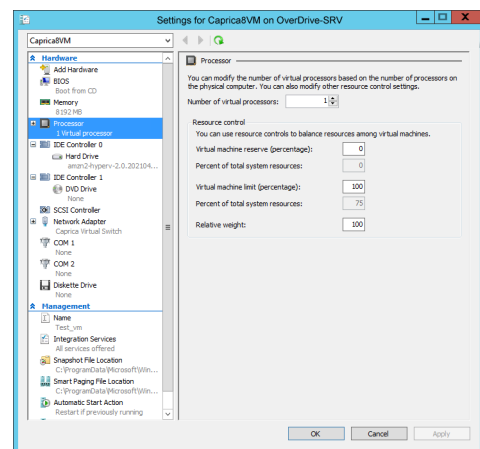 Settings for Caprica8VM on OverDrive-SRV
Caprica8VM
Hardware
Add Hardware
BIOS
Boot from CD
Memory
8192 MB
Processor
1 Virtual processor
IDE Controller 0
Hard Drive
amzn2-hyperv-2.0.202104...
IDE Controller 1
DVD Drive
None
SCSI Controller
Network Adapter
Caprica Virtual Switch
COM 1
None
COM 2
None
Diskette Drive
None
Management
Name
Test_vm
Integration Services
All services offered
Snapshot File Location
C:\ProgramData\Microsoft\Win...
Smart Paging File Location
C:\ProgramData\Microsoft\Win...
Automatic Start Action
Restart if previously running
Processor
You can modify the number of virtual processors based on the number of processors on
the physical computer. You can also modify other resource control settings.
Number of virtual processors: 1
Resource control
You can use resource controls to balance resources among virtual machines.
Virtual machine reserve (percentage): 0
Percent of total system resources: 0
Virtual machine limit (percentage): 100
Percent of total system resources: 75
Relative weight: 100
OK Cancel Apply